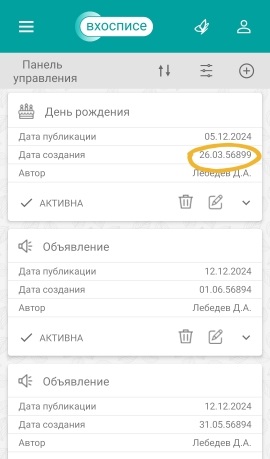 вхосписе
Панель
управления
День рождения
Дата публикации 05.12.2024
Дата создания 26.03.56899
Автор Лебедев Д.А.
АКТИВНА
Объявление
Дата публикации 12.12.2024
Дата создания 01.06.56894
Автор Лебедев Д.А.
АКТИВНА
Объявление
Дата публикации 12.12.2024
Дата создания 31.05.56894
Автор Лебедев Д.А.